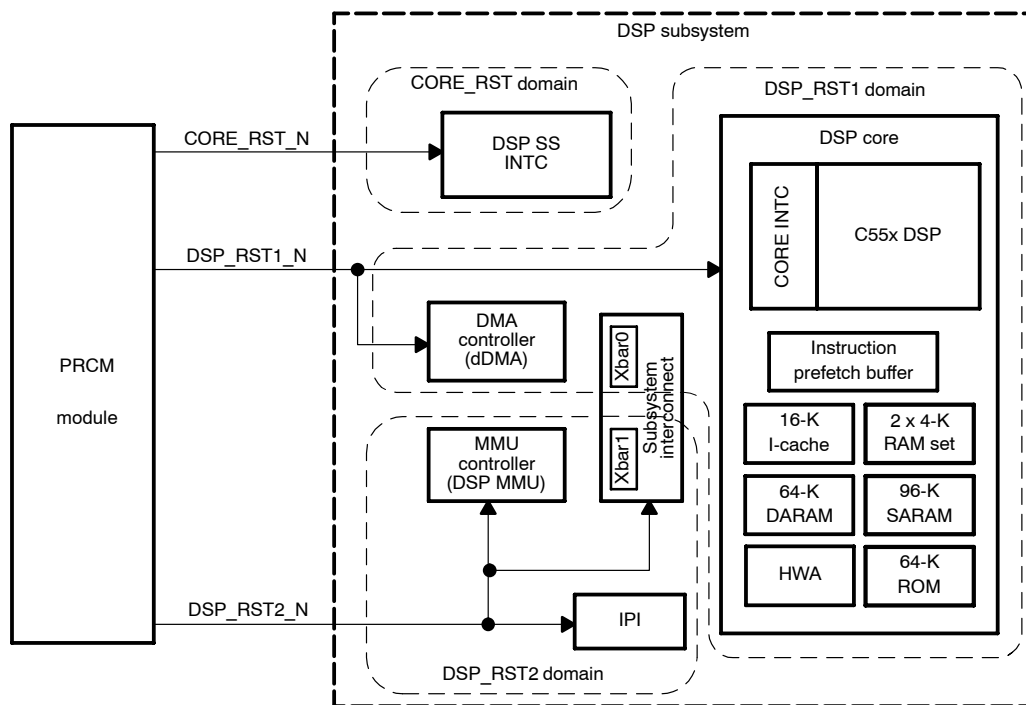 DSP subsystem
CORE_RST domain
DSP_RST1 domain
CORE_RST_N
DSP SS
INTC
DSP core
CORE INTC
C55x DSP
DSP_RST1_N
DMA
controller
(dDMA)
Xbar0
Xbar1
Subsystem
interconnect
PRCM
module
Instruction
prefetch buffer
16-K
I-cache
2 x 4-K
RAM set
MMU
controller
(DSP MMU)
64-K
DARAM
96-K
SARAM
HWA
64-K
ROM
DSP_RST2_N
IPI
DSP_RST2 domain